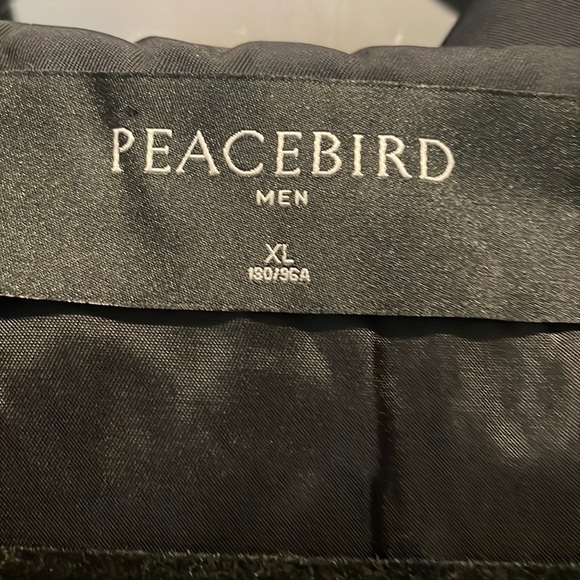 PEACEBIRD
MEN
XL
180/96A